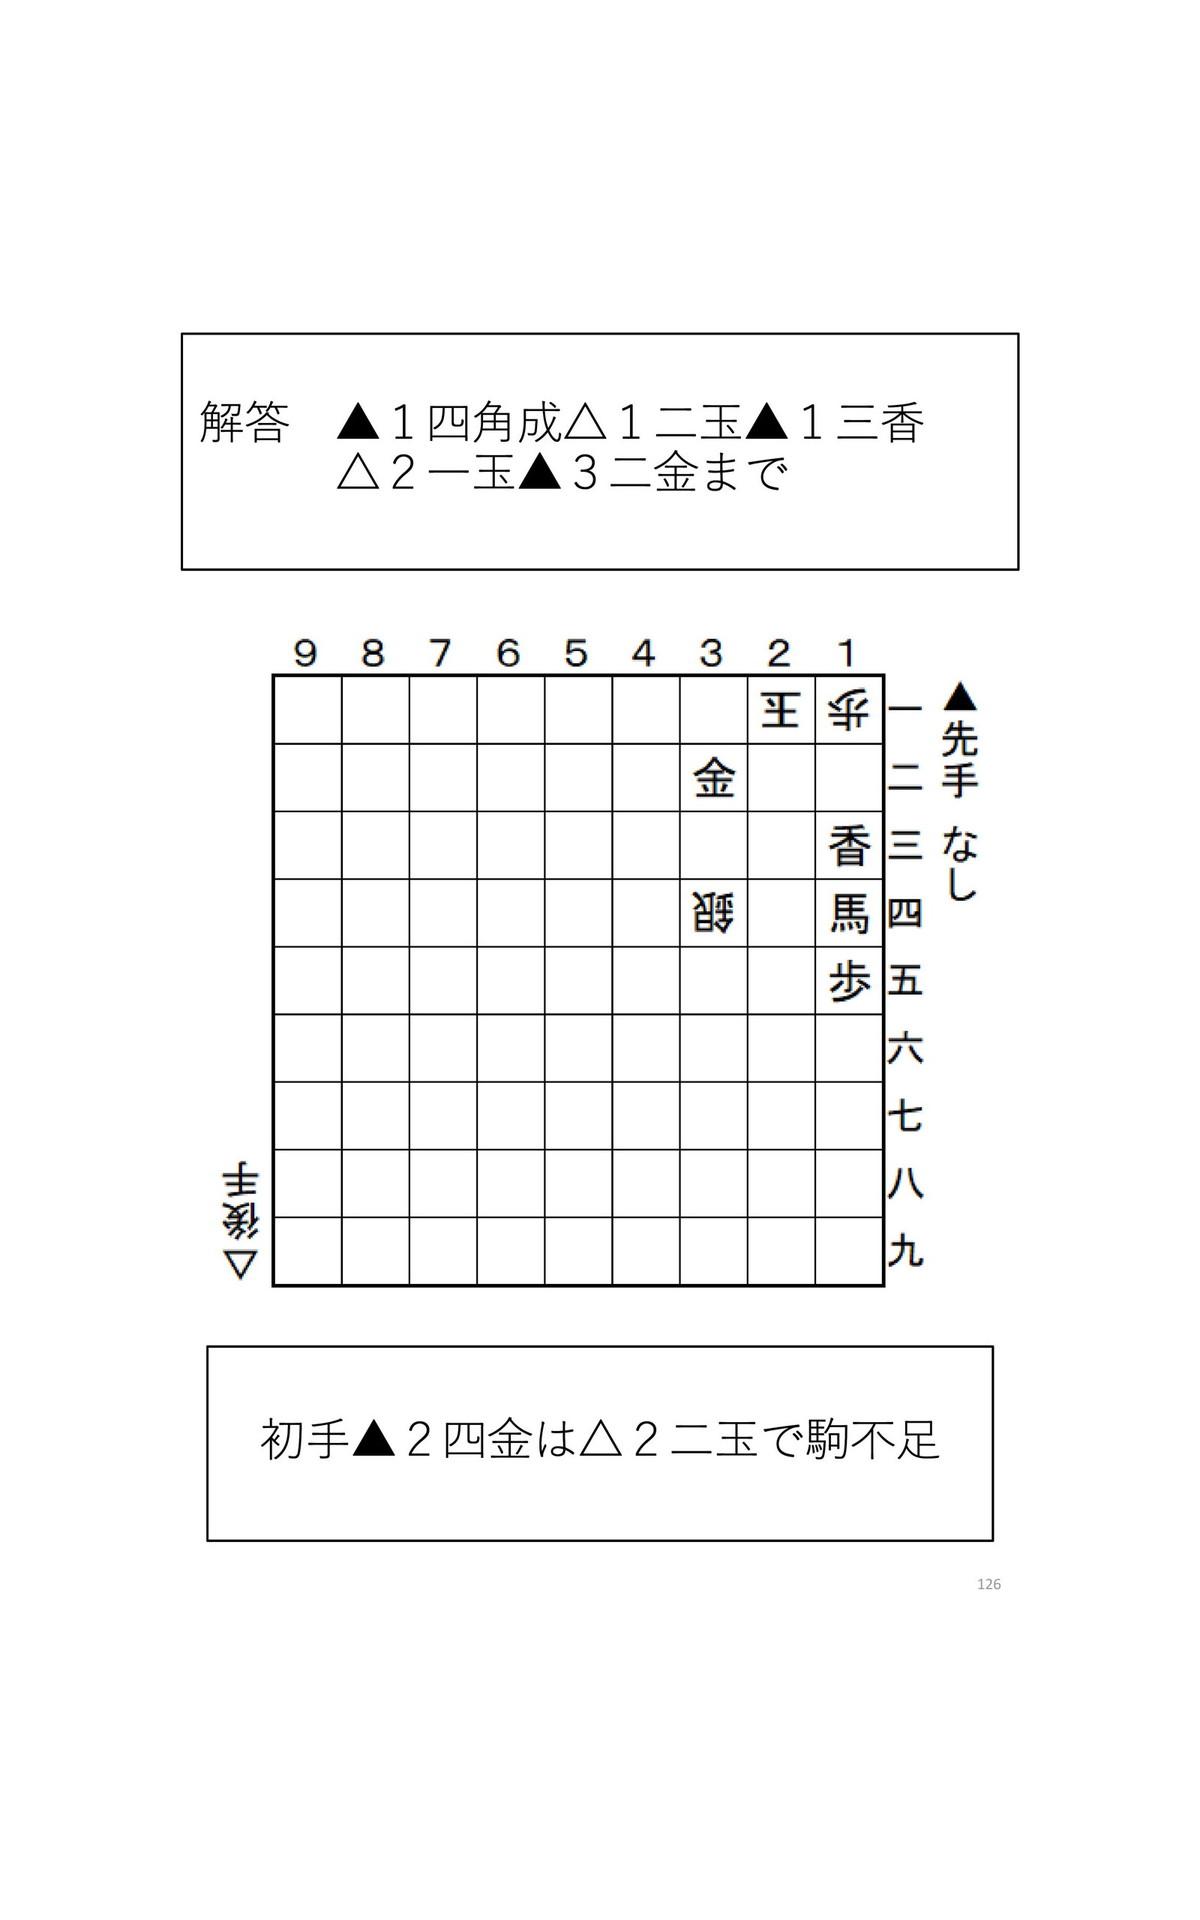 解答　▲１四角成△１二玉▲１三香
△２一玉▲３二金まで
9 8 7 6 5 4 3 2 1
王 歩 一
金 二
香 三
銀 馬 四
歩 五
六
七
八
九
▲先手 なし
△後手
初手▲２四金は△２二玉で駒不足
126